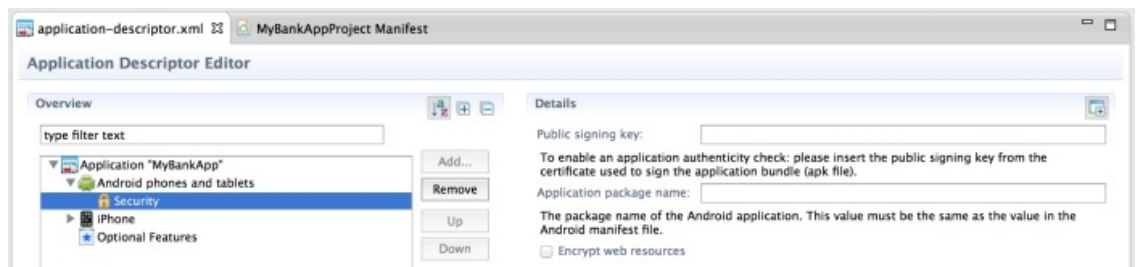 application-descriptor.xml
MyBankAppProject Manifest
Application Descriptor Editor
Overview
type filter text
Application "MyBankApp"
Android phones and tablets
Security
iPhone
Optional Features
Add...
Remove
Up
Down
Details
Public signing key:
To enable an application authenticity check: please insert the public signing key from the
certificate used to sign the application bundle (apk file).
Application package name:
The package name of the Android application. This value must be the same as the value in the
Android manifest file.
Encrypt web resources